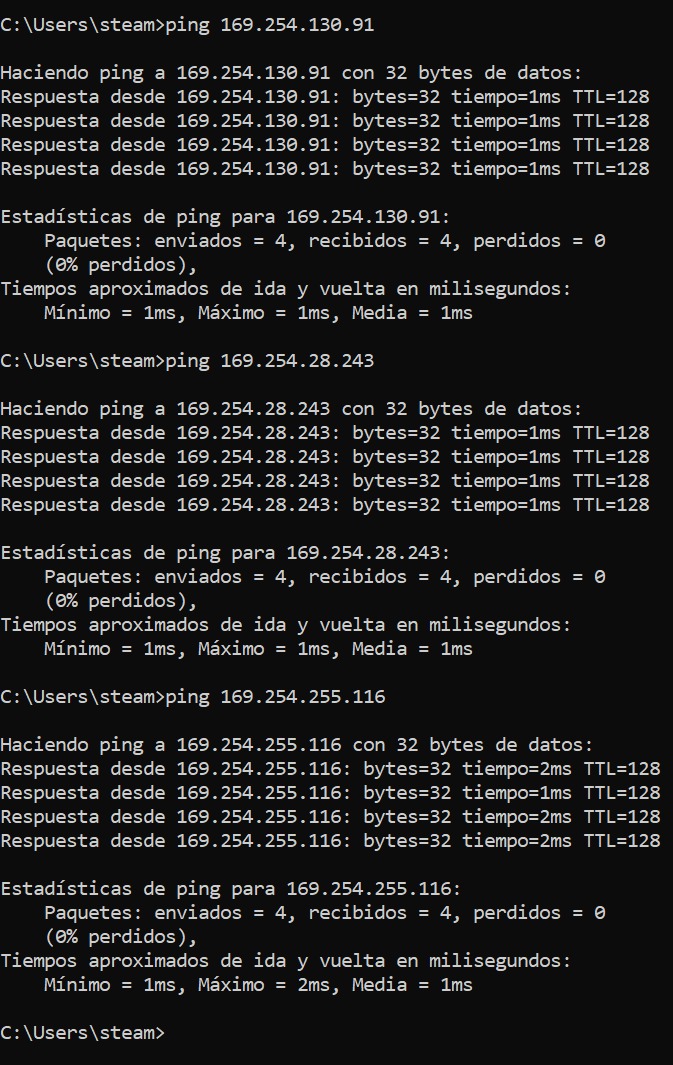 C:\Users\steam>ping 169.254.130.91
Haciendo ping a 169.254.130.91 con 32 bytes de datos:
Respuesta desde 169.254.130.91: bytes=32 tiempo=1ms TTL=128
Respuesta desde 169.254.130.91: bytes=32 tiempo=1ms TTL=128
Respuesta desde 169.254.130.91: bytes=32 tiempo=1ms TTL=128
Respuesta desde 169.254.130.91: bytes=32 tiempo=1ms TTL=128
Estadísticas de ping para 169.254.130.91:
Paquetes: enviados = 4, recibidos = 4, perdidos = 0
(0% perdidos),
Tiempos aproximados de ida y vuelta en milisegundos:
Mínimo = 1ms, Máximo = 1ms, Media = 1ms
C:\Users\steam>ping 169.254.28.243
Haciendo ping a 169.254.28.243 con 32 bytes de datos:
Respuesta desde 169.254.28.243: bytes=32 tiempo=1ms TTL=128
Respuesta desde 169.254.28.243: bytes=32 tiempo=1ms TTL=128
Respuesta desde 169.254.28.243: bytes=32 tiempo=1ms TTL=128
Respuesta desde 169.254.28.243: bytes=32 tiempo=1ms TTL=128
Estadísticas de ping para 169.254.28.243:
Paquetes: enviados = 4, recibidos = 4, perdidos = 0
(0% perdidos),
Tiempos aproximados de ida y vuelta en milisegundos:
Mínimo = 1ms, Máximo = 1ms, Media = 1ms
C:\Users\steam>ping 169.254.255.116
Haciendo ping a 169.254.255.116 con 32 bytes de datos:
Respuesta desde 169.254.255.116: bytes=32 tiempo=2ms TTL=128
Respuesta desde 169.254.255.116: bytes=32 tiempo=1ms TTL=128
Respuesta desde 169.254.255.116: bytes=32 tiempo=2ms TTL=128
Respuesta desde 169.254.255.116: bytes=32 tiempo=2ms TTL=128
Estadísticas de ping para 169.254.255.116:
Paquetes: enviados = 4, recibidos = 4, perdidos = 0
(0% perdidos),
Tiempos aproximados de ida y vuelta en milisegundos:
Mínimo = 1ms, Máximo = 2ms, Media = 1ms
C:\Users\steam>